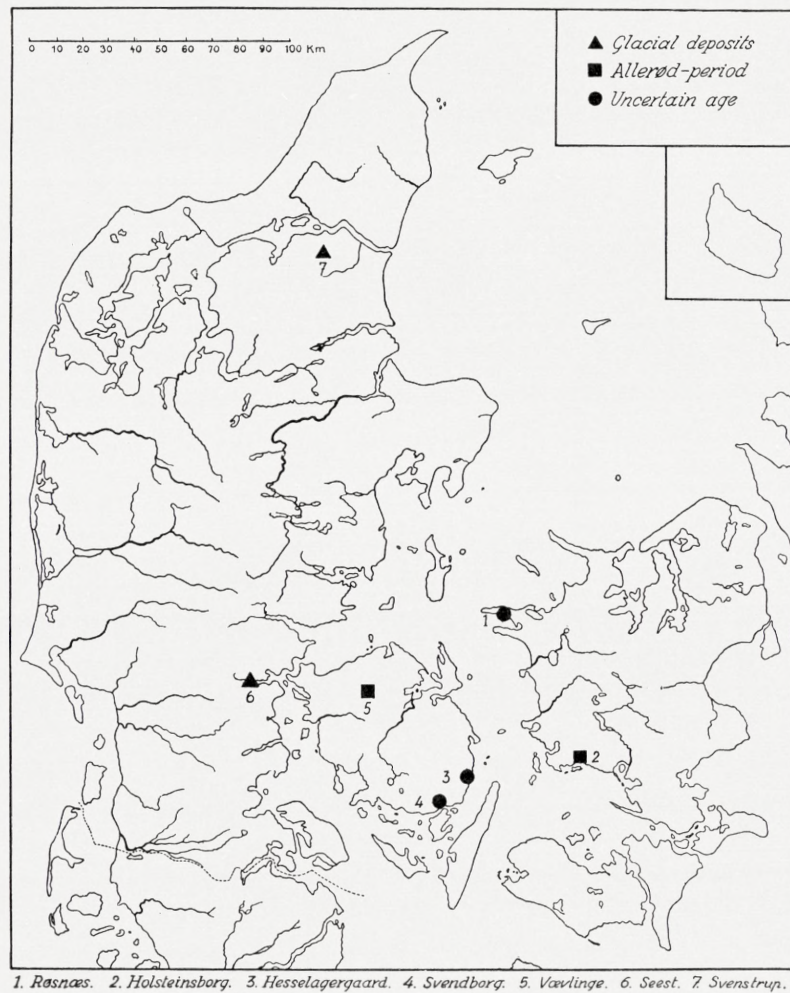 0 10 20 30 40 50 60 70 80 90 100 Km
Glacial deposits
Allerød-period
Uncertain age
7
1
6
5
2
3
4
1. Røsnæs. 2. Holsteinsborg. 3. Hesselagergaard. 4. Svendborg. 5. Vævlinge. 6. Seest. 7. Svenstrup.